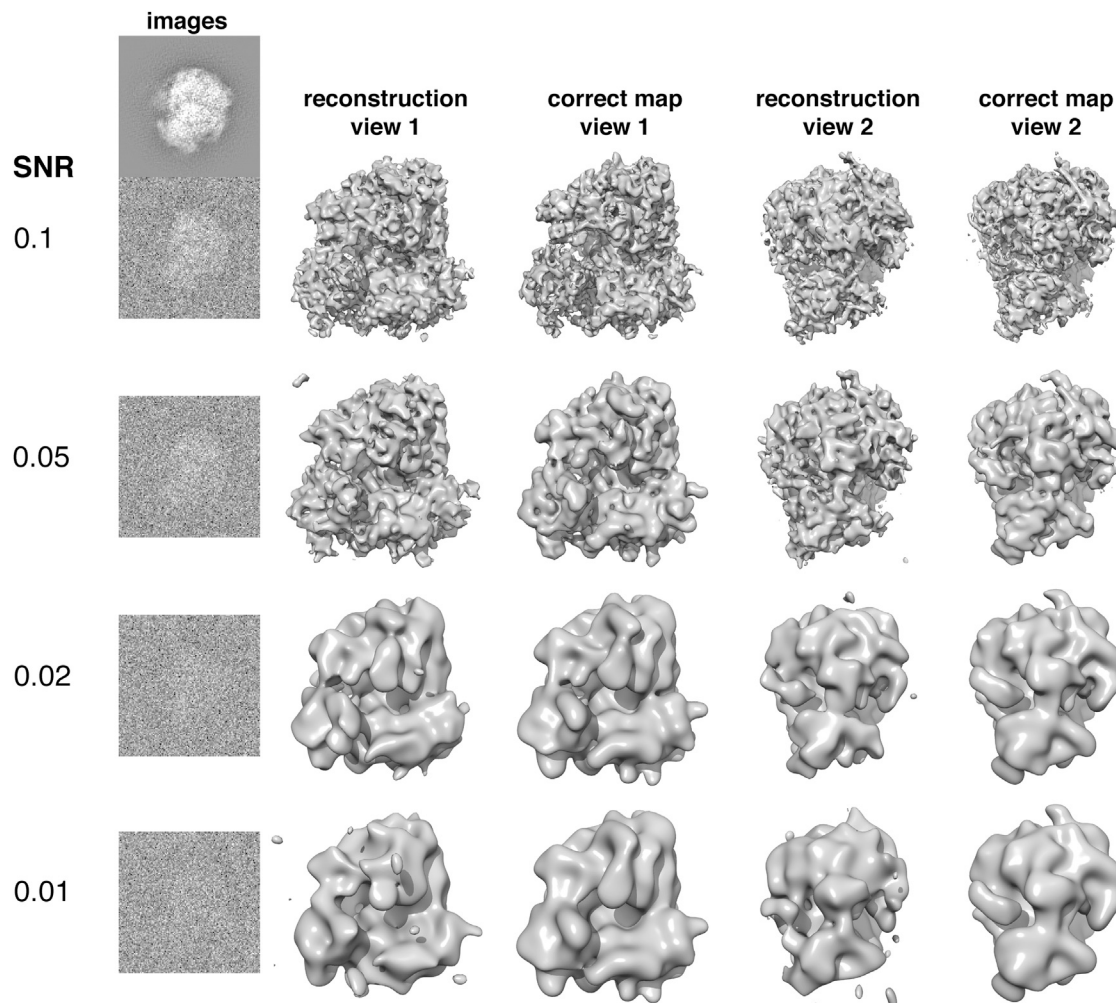 images
reconstruction
view 1
correct map
view 1
reconstruction
view 2
correct map
view 2
SNR
0.1
0.05
0.02
0.01